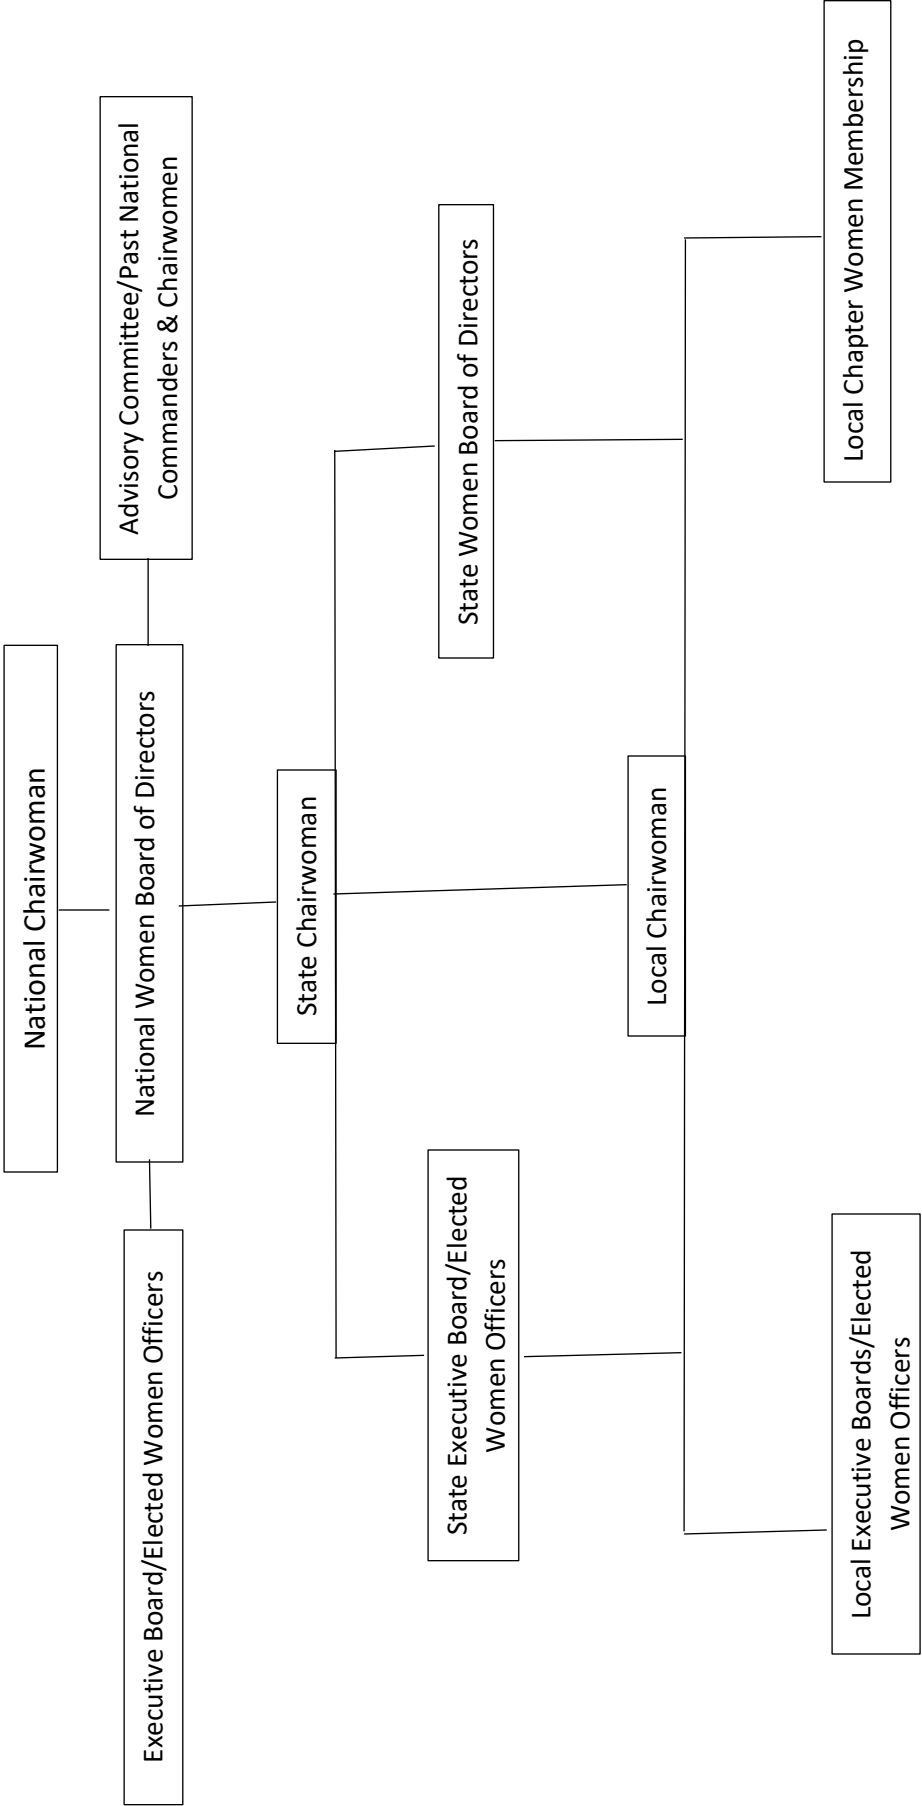 National Chairwoman
Executive Board/Elected Women Officers
National Women Board of Directors
Advisory Committee/Past National
Commanders & Chairwomen
State Chairwoman
State Executive Board/Elected
Women Officers
State Women Board of Directors
Local Chairwoman
Local Executive Boards/Elected
Women Officers
Local Chapter Women Membership